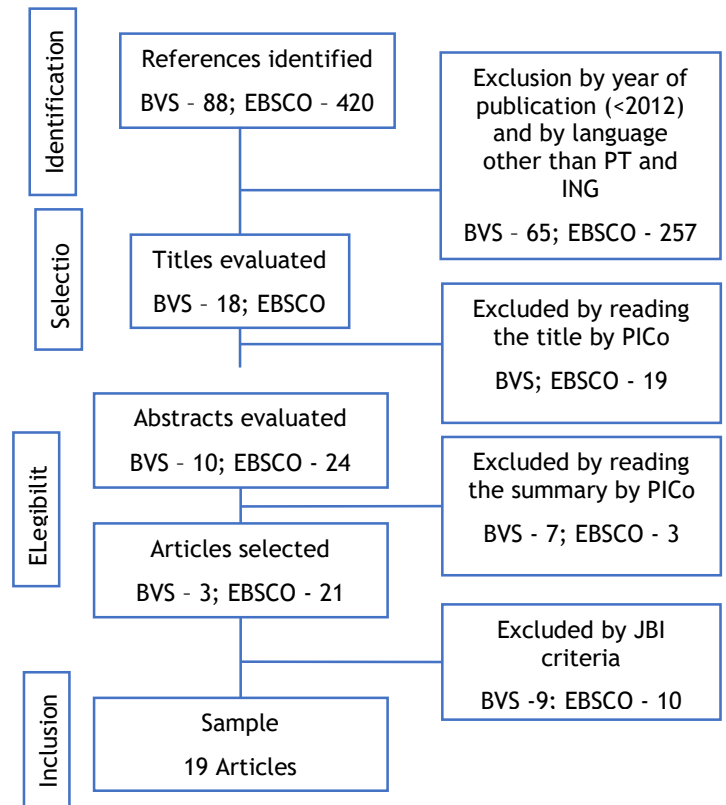 Identification
References identified
BVS – 88; EBSCO – 420
Exclusion by year of
publication (<2012)
and by language
other than PT and
ING
BVS – 65; EBSCO - 257
Selectio
Titles evaluated
BVS – 18; EBSCO
Excluded by reading
the title by PICo
BVS; EBSCO - 19
ELegibilit
Abstracts evaluated
BVS – 10; EBSCO - 24
Excluded by reading
the summary by PICo
BVS - 7; EBSCO - 3
Articles selected
BVS – 3; EBSCO - 21
Excluded by JBI
criteria
BVS -9; EBSCO - 10
Inclusion
Sample
19 Articles